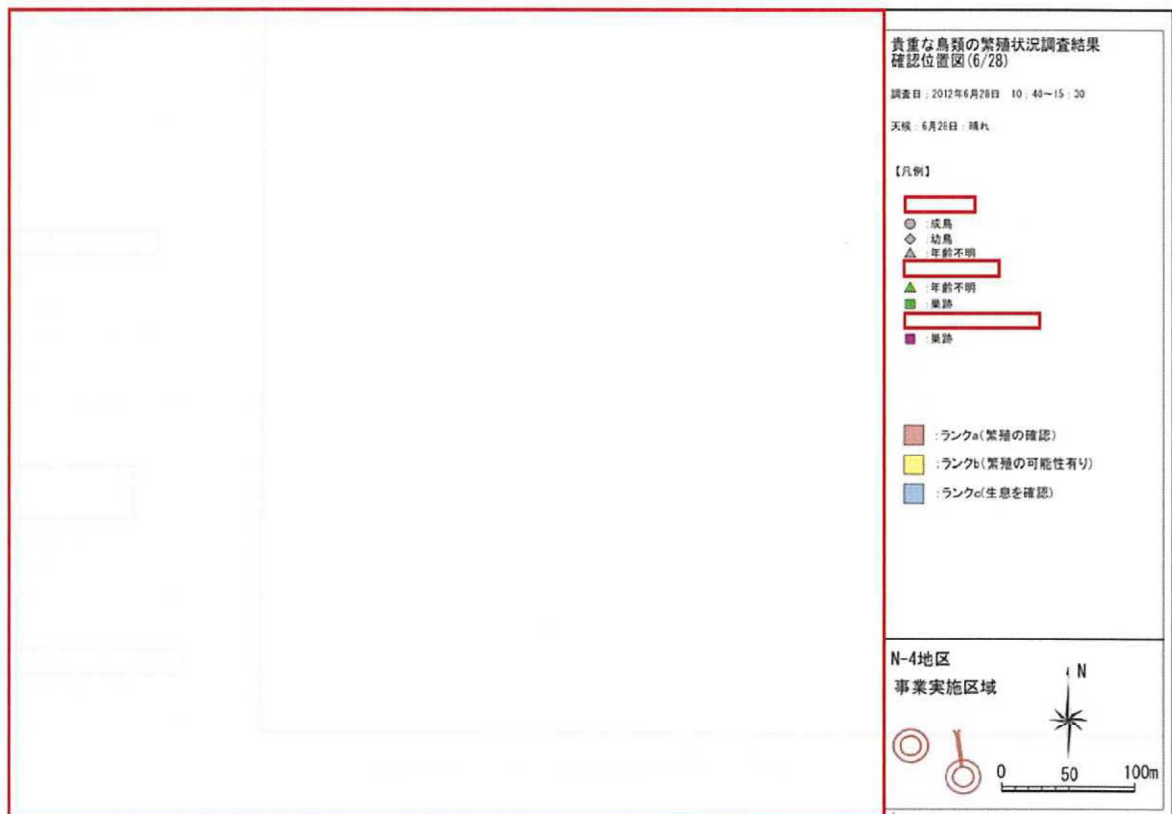 貴重な鳥類の繁殖状況調査結果
確認位置図(6/28)
調査日：2012年6月28日 10：40～15：30
天候：6月28日：晴れ
【凡例】
：成鳥
：幼鳥
：年齢不明
：年齢不明
：巣跡
：巣跡
：ランクa(繁殖の確認)
：ランクb(繁殖の可能性有り)
：ランクc(生息を確認)
N-4地区
事業実施区域
N
0 50 100m